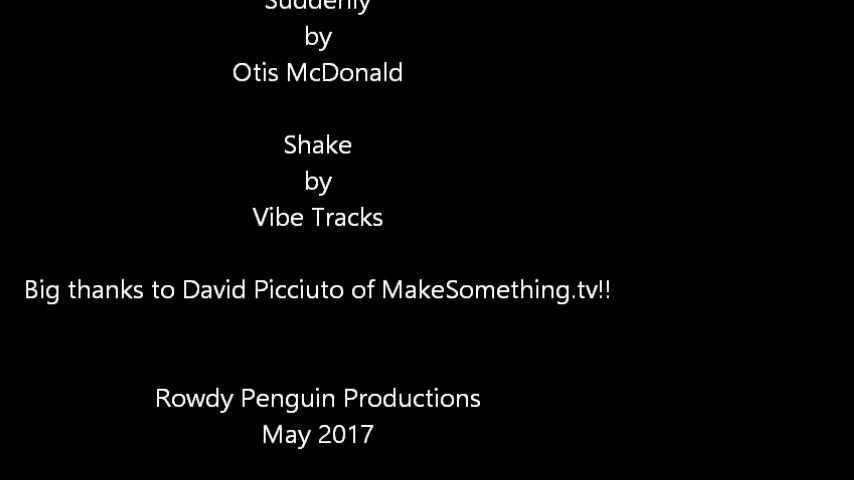 Suddenly
by
Otis McDonald
Shake
by
Vibe Tracks
Big thanks to David Picciuto of MakeSomething.tv!!
Rowdy Penguin Productions
May 2017